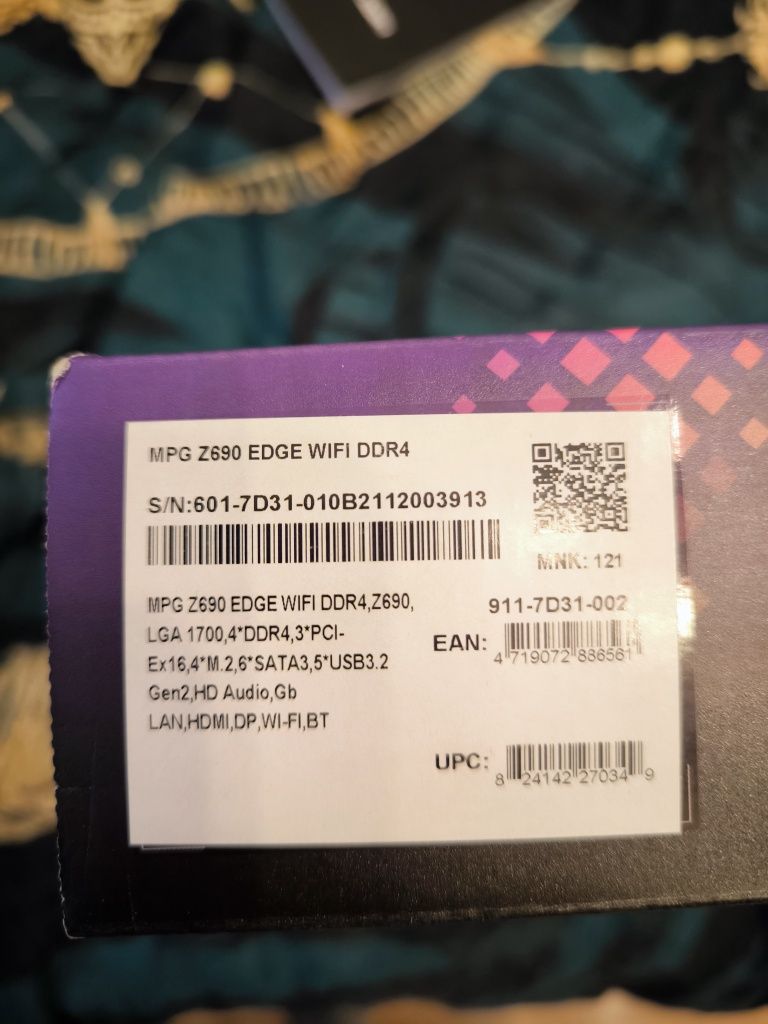 MPG Z690 EDGE WIFI DDR4
S/N:601-7D31-010B2112003913
MNK: 121
MPG Z690 EDGE WIFI DDR4,Z690,
LGA 1700,4*DDR4,3*PCI-
Ex16,4*M.2,6*SATA3,5*USB3.2
Gen2,HD Audio,Gb
LAN,HDMI,DP,WI-FI,BT
911-7D31-002
EAN:
4 719072 886561
UPC:
8 24142 27034 9